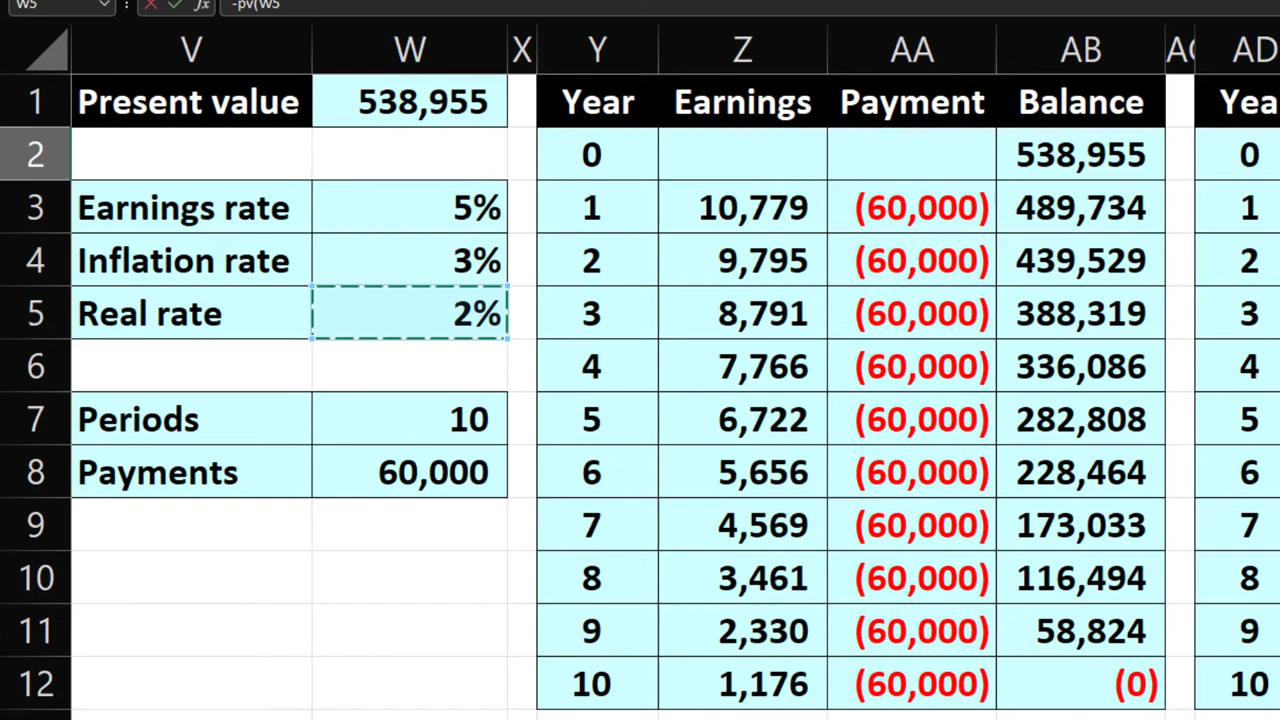 W5 fx -pv(W5
V W X Y Z AA AB AC AD
1 Present value 538,955 Year Earnings Payment Balance Yea
2 0 538,955 0
3 Earnings rate 5% 1 10,779 (60,000) 489,734 1
4 Inflation rate 3% 2 9,795 (60,000) 439,529 2
5 Real rate 2% 3 8,791 (60,000) 388,319 3
6 4 7,766 (60,000) 336,086 4
7 Periods 10 5 6,722 (60,000) 282,808 5
8 Payments 60,000 6 5,656 (60,000) 228,464 6
9 7 4,569 (60,000) 173,033 7
10 8 3,461 (60,000) 116,494 8
11 9 2,330 (60,000) 58,824 9
12 10 1,176 (60,000) (0) 10